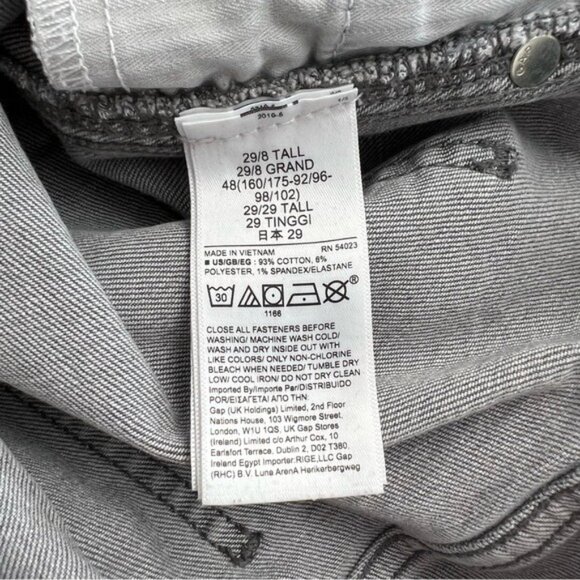 2016-5
29/8 TALL
29/8 GRAND
48(160/175-92/96-
98/102)
29/29 TALL
29 TINGGI
日本 29
MADE IN VIETNAM RN 54023
■ US/GB/EG : 93% COTTON, 6%
POLYESTER, 1% SPANDEX/ELASTANE
30
®
1166
CLOSE ALL FASTENERS BEFORE
WASHING/ MACHINE WASH COLD/
WASH AND DRY INSIDE OUT WITH
LIKE COLORS/ ONLY NON-CHLORINE
BLEACH WHEN NEEDED/ TUMBLE DRY
LOW/ COOL IRON/ DO NOT DRY CLEAN
Imported By/Importe Par/DISTRIBUIDO
POR/ΕΙΣΑΓΕΤΑΙ ΑΠΟ ΤΗΝ:
Gap (UK Holdings) Limited, 2nd Floor
Nations House, 103 Wigmore Street,
London, W1U 1QS. UK Gap Stores
(Ireland) Limited c/o Arthur Cox, 10
Earlsfort Terrace, Dublin 2, D02 T380.
Ireland Egypt Importer:RIGE,LLC Gap
(RHC) B.V. Luna ArenA Herikerbergweg